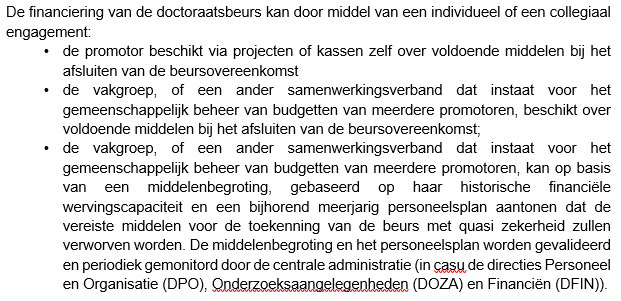 De financiering van de doctoraatsbeurs kan door middel van een individueel of een collegiaal
engagement:
• de promotor beschikt via projecten of kassen zelf over voldoende middelen bij het
afsluiten van de beursovereenkomst
• de vakgroep, of een ander samenwerkingsverband dat instaat voor het
gemeenschappelijk beheer van budgetten van meerdere promotoren, beschikt over
voldoende middelen bij het afsluiten van de beursovereenkomst;
• de vakgroep, of een ander samenwerkingsverband dat instaat voor het
gemeenschappelijk beheer van budgetten van meerdere promotoren, kan op basis
van een middelenbegroting, gebaseerd op haar historische financiële
wervingscapaciteit en een bijhorend meerjarig personeelsplan aantonen dat de
vereiste middelen voor de toekenning van de beurs met quasi zekerheid zullen
verworven worden. De middelenbegroting en het personeelsplan worden gevalideerd
en periodiek gemonitord door de centrale administratie (in casu de directies Personeel
en Organisatie (DPO), Onderzoeksaangelegenheden (DOZA) en Financiën (DFIN)).